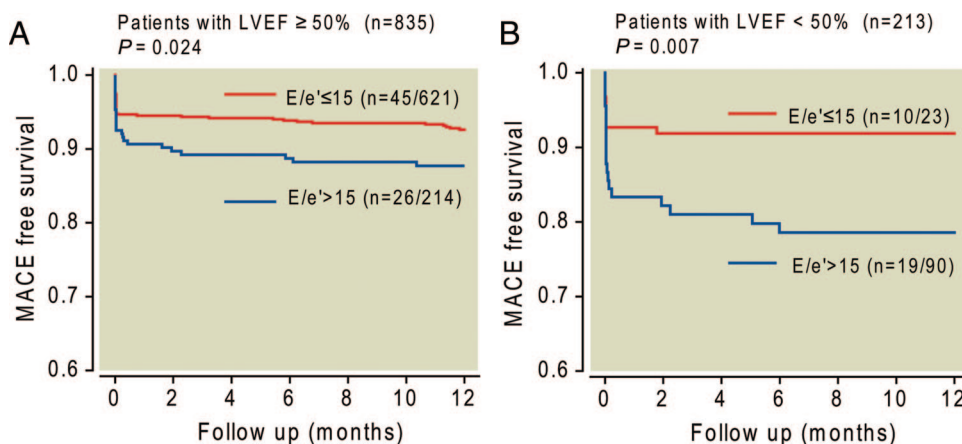 A
Patients with LVEF ≥ 50% (n=835)
P = 0.024
MACE free survival
1.0
0.9
0.8
0.7
0.6
E/e'≤15 (n=45/621)
E/e'>15 (n=26/214)
0 2 4 6 8 10 12
Follow up (months)
B
Patients with LVEF < 50% (n=213)
P = 0.007
MACE free survival
1.0
0.9
0.8
0.7
0.6
E/e'≤15 (n=10/23)
E/e'>15 (n=19/90)
0 2 4 6 8 10 12
Follow up (months)